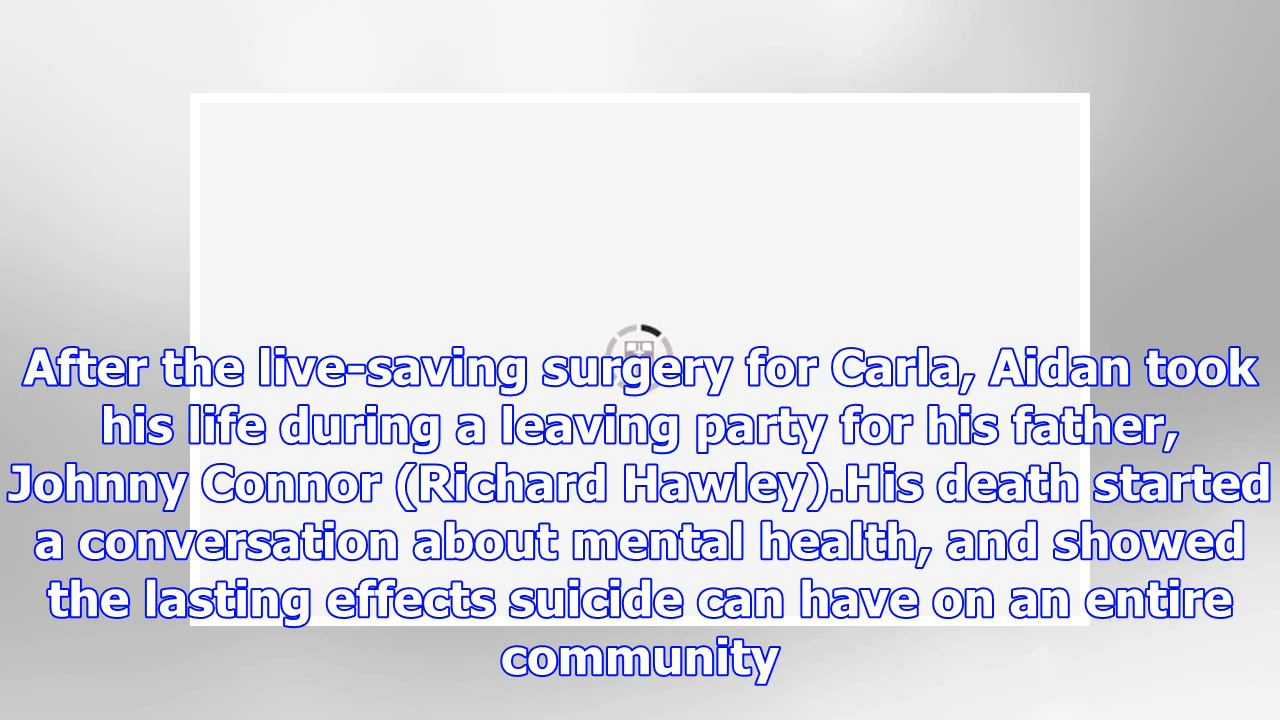 After the live-saving surgery for Carla, Aidan took
his life during a leaving party for his father,
Johnny Connor (Richard Hawley).His death started
a conversation about mental health, and showed
the lasting effects suicide can have on an entire
community